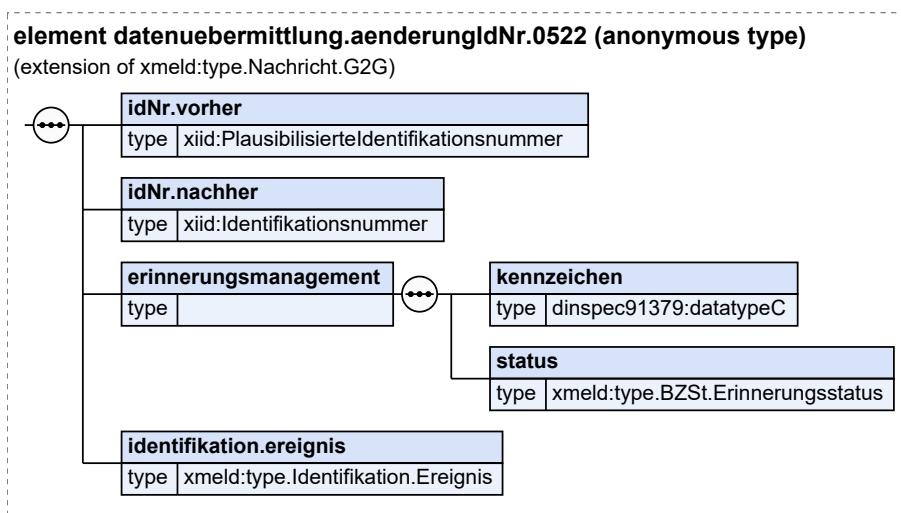 element datenuebermittlung.aenderungIdNr.0522 (anonymous type)
(extension of xmeld:type.Nachricht.G2G)
idNr.vorher
type xiid:PlausibilisierteIdentifikationsnummer
idNr.nachher
type xiid:Identifikationsnummer
erinnerungsmanagement
type
kennzeichen
type dinspec91379:datatypeC
status
type xmeld:type.BZSt.Erinnerungsstatus
identifikation.ereignis
type xmeld:type.Identifikation.Ereignis